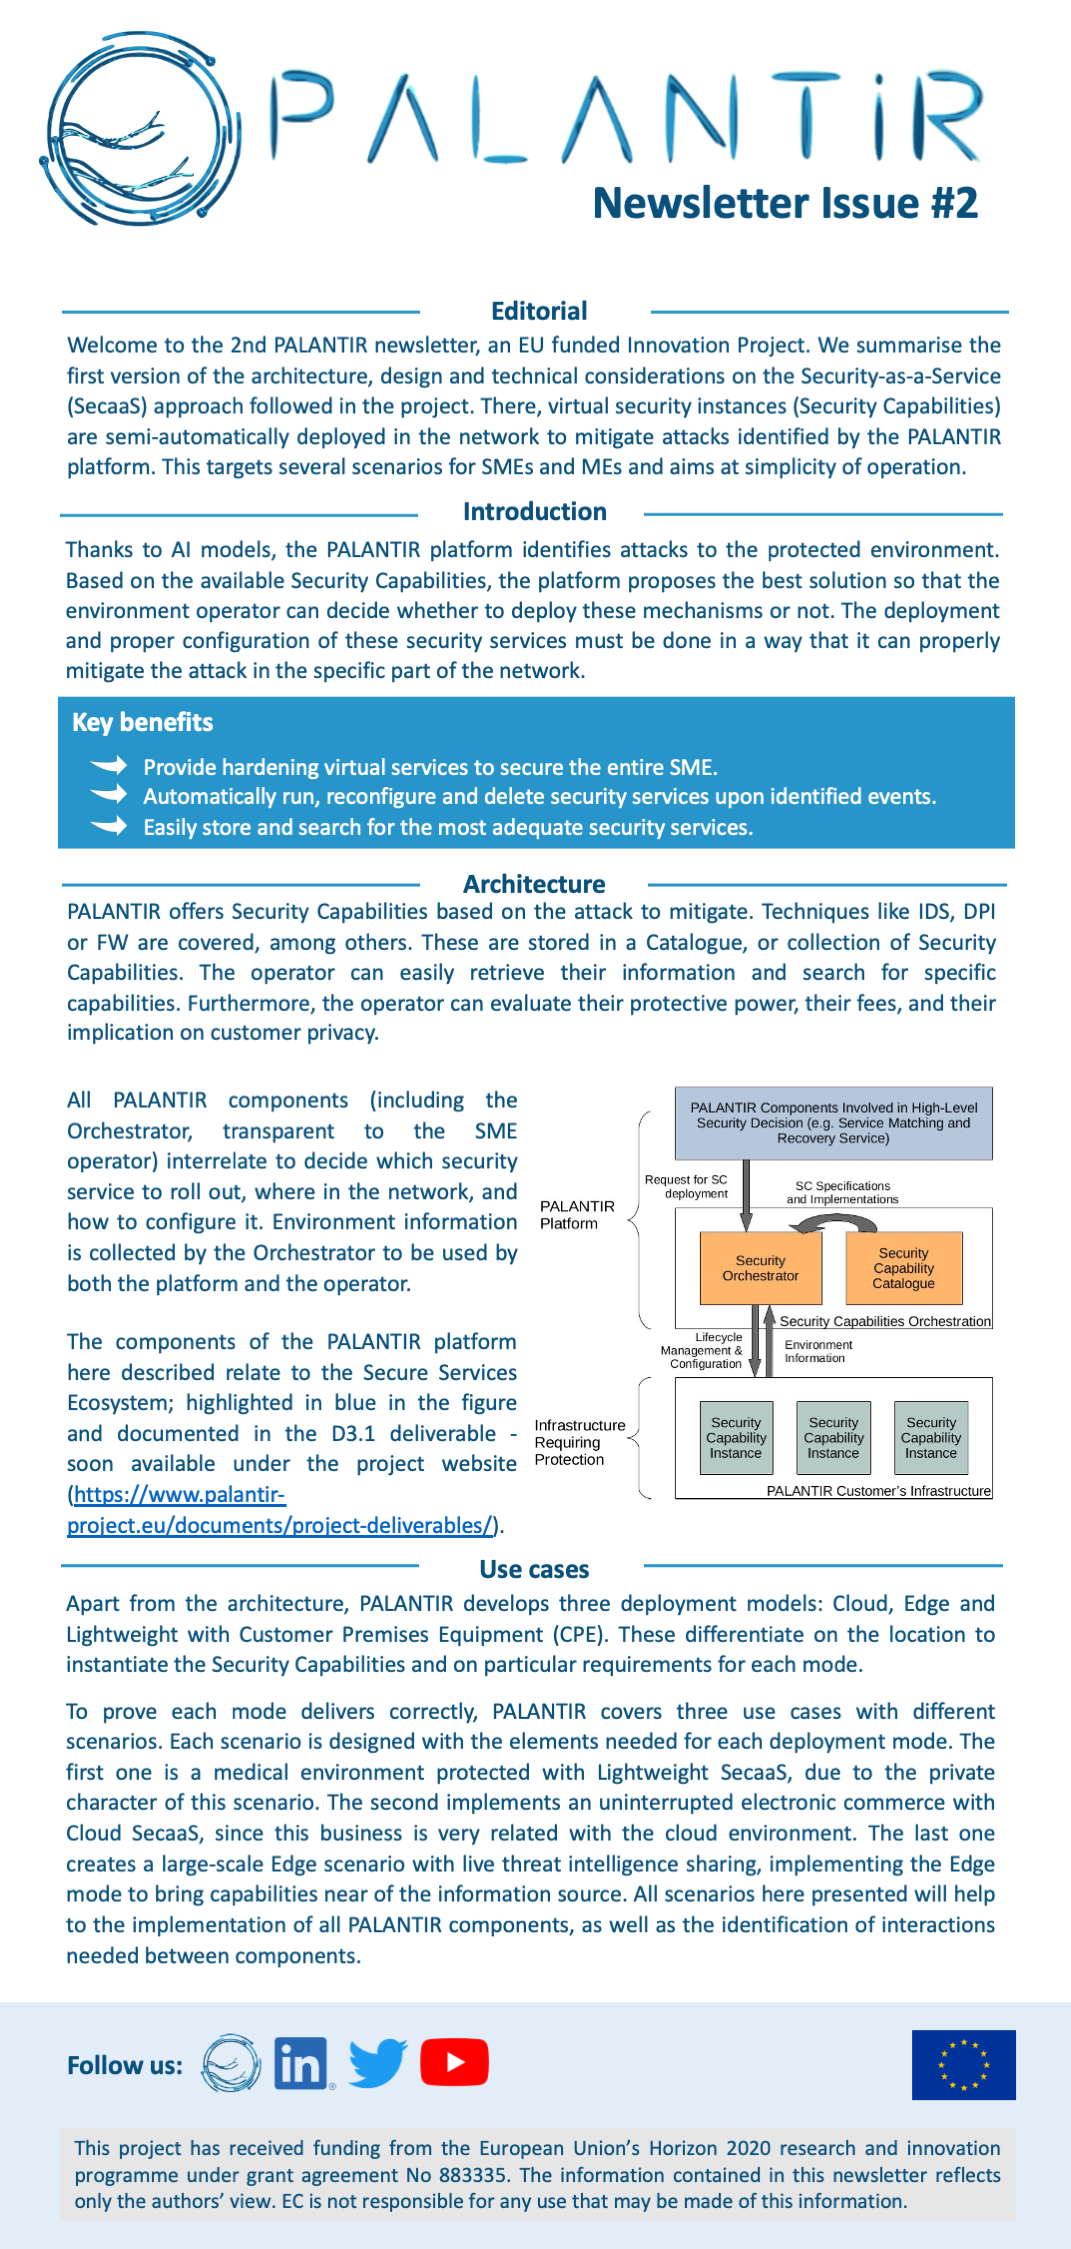 PALANTiR
Newsletter Issue #2
Editorial
Welcome to the 2nd PALANTIR newsletter, an EU funded Innovation Project. We summarise the
first version of the architecture, design and technical considerations on the Security-as-a-Service
(SecaaS) approach followed in the project. There, virtual security instances (Security Capabilities)
are semi-automatically deployed in the network to mitigate attacks identified by the PALANTIR
platform. This targets several scenarios for SMEs and MEs and aims at simplicity of operation.
Introduction
Thanks to AI models, the PALANTIR platform identifies attacks to the protected environment.
Based on the available Security Capabilities, the platform proposes the best solution so that the
environment operator can decide whether to deploy these mechanisms or not. The deployment
and proper configuration of these security services must be done in a way that it can properly
mitigate the attack in the specific part of the network.
Key benefits
Provide hardening virtual services to secure the entire SME.
Automatically run, reconfigure and delete security services upon identified events.
Easily store and search for the most adequate security services.
Architecture
PALANTIR offers Security Capabilities based on the attack to mitigate. Techniques like IDS, DPI
or FW are covered, among others. These are stored in a Catalogue, or collection of Security
Capabilities. The operator can easily retrieve their information and search for specific
capabilities. Furthermore, the operator can evaluate their protective power, their fees, and their
implication on customer privacy.
All PALANTIR components (including the
Orchestrator, transparent to the SME
operator) interrelate to decide which security
service to roll out, where in the network, and
how to configure it. Environment information
is collected by the Orchestrator to be used by
both the platform and the operator.
The components of the PALANTIR platform
here described relate to the Secure Services
Ecosystem; highlighted in blue in the figure
and documented in the D3.1 deliverable -
soon available under the project website
(https://www.palantir-
project.eu/documents/project-deliverables/).
PALANTIR Components Involved in High-Level
Security Decision (e.g. Service Matching and
Recovery Service)
Request for SC
deployment
SC Specifications
and Implementations
PALANTIR
Platform
Security
Orchestrator
Security
Capability
Catalogue
Security Capabilities Orchestration
Lifecycle
Management &
Configuration
Environment
Information
Infrastructure
Requiring
Protection
Security
Capability
Instance
Security
Capability
Instance
Security
Capability
Instance
PALANTIR Customer's Infrastructure
Use cases
Apart from the architecture, PALANTIR develops three deployment models: Cloud, Edge and
Lightweight with Customer Premises Equipment (CPE). These differentiate on the location to
instantiate the Security Capabilities and on particular requirements for each mode.
To prove each mode delivers correctly, PALANTIR covers three use cases with different
scenarios. Each scenario is designed with the elements needed for each deployment mode. The
first one is a medical environment protected with Lightweight SecaaS, due to the private
character of this scenario. The second implements an uninterrupted electronic commerce with
Cloud SecaaS, since this business is very related with the cloud environment. The last one
creates a large-scale Edge scenario with live threat intelligence sharing, implementing the Edge
mode to bring capabilities near of the information source. All scenarios here presented will help
to the implementation of all PALANTIR components, as well as the identification of interactions
needed between components.
Follow us:
in
®
This project has received funding from the European Union's Horizon 2020 research and innovation
programme under grant agreement No 883335. The information contained in this newsletter reflects
only the authors' view. EC is not responsible for any use that may be made of this information.